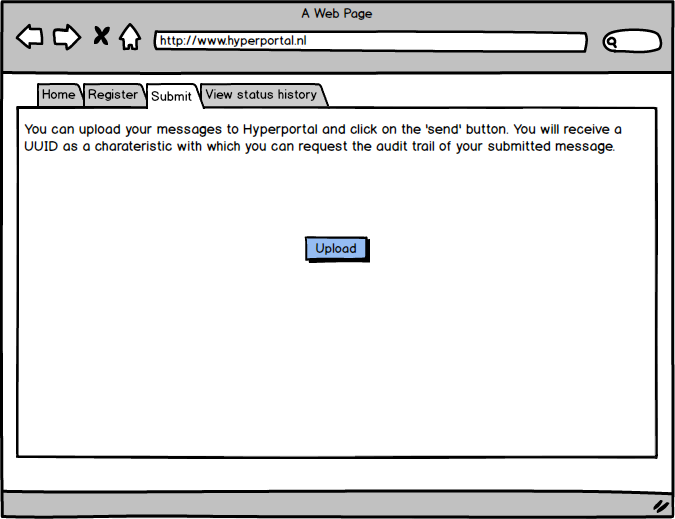 A Web Page
http://www.hyperportal.nl
Home Register Submit View status history
You can upload your messages to Hyperportal and click on the 'send' button. You will receive a
UUID as a charateristic with which you can request the audit trail of your submitted message.
Upload